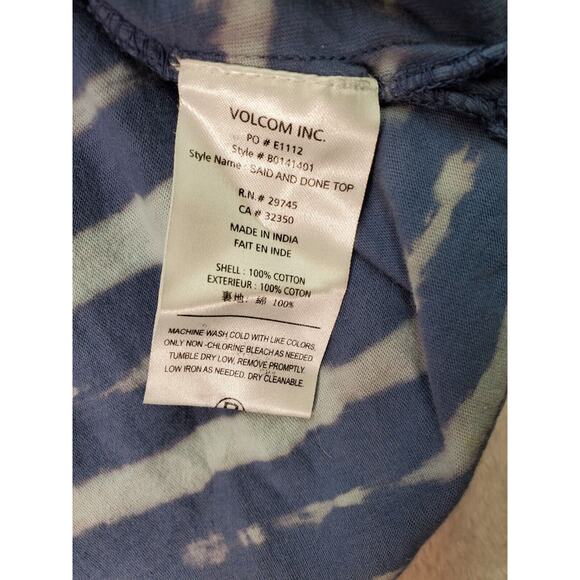 VOLCOM INC.
PO # E1112
Style # B0141401
Style Name : SAID AND DONE TOP
R.N.# 29745
CA # 32350
MADE IN INDIA
FAIT EN INDE
SHELL : 100% COTTON
EXTERIEUR : 100% COTON
裏地: 綿 100%
MACHINE WASH COLD WITH LIKE COLORS,
ONLY NON -CHLORINE BLEACH AS NEEDED
TUMBLE DRY LOW, REMOVE PROMPTLY.
LOW IRON AS NEEDED. DRY CLEANABLE.